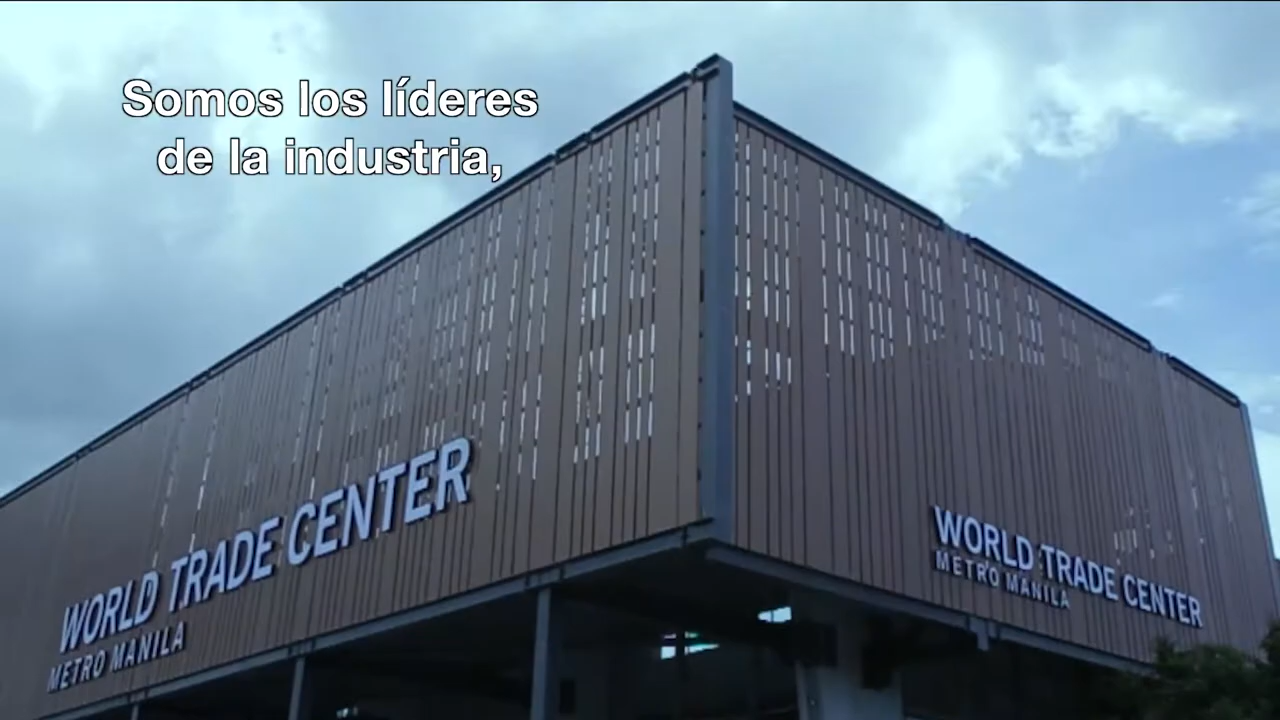 Somos los líderes
de la industria,
WORLD TRADE CENTER
METRO MANILA
WORLD TRADE CENTER
METRO MANILA